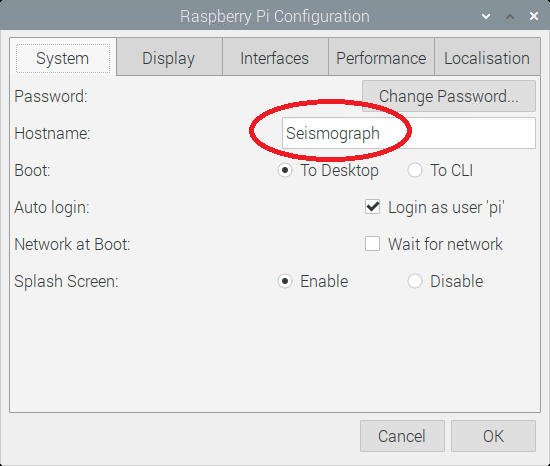 Raspberry Pi Configuration
System Display Interfaces Performance Localisation
Password: Change Password...
Hostname: Seismograph
Boot: To Desktop To CLI
Auto login: Login as user 'pi'
Network at Boot: Wait for network
Splash Screen: Enable Disable
Cancel OK